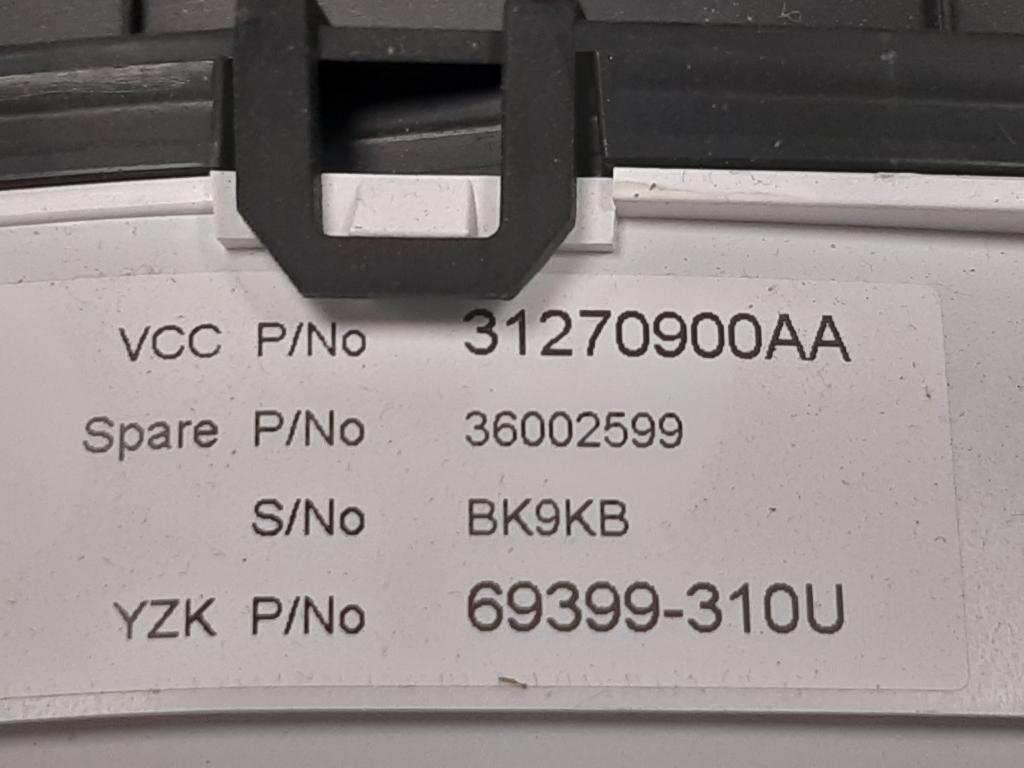 VCC P/No 31270900AA
Spare P/No 36002599
S/No BK9KB
YZK P/No 69399-310U